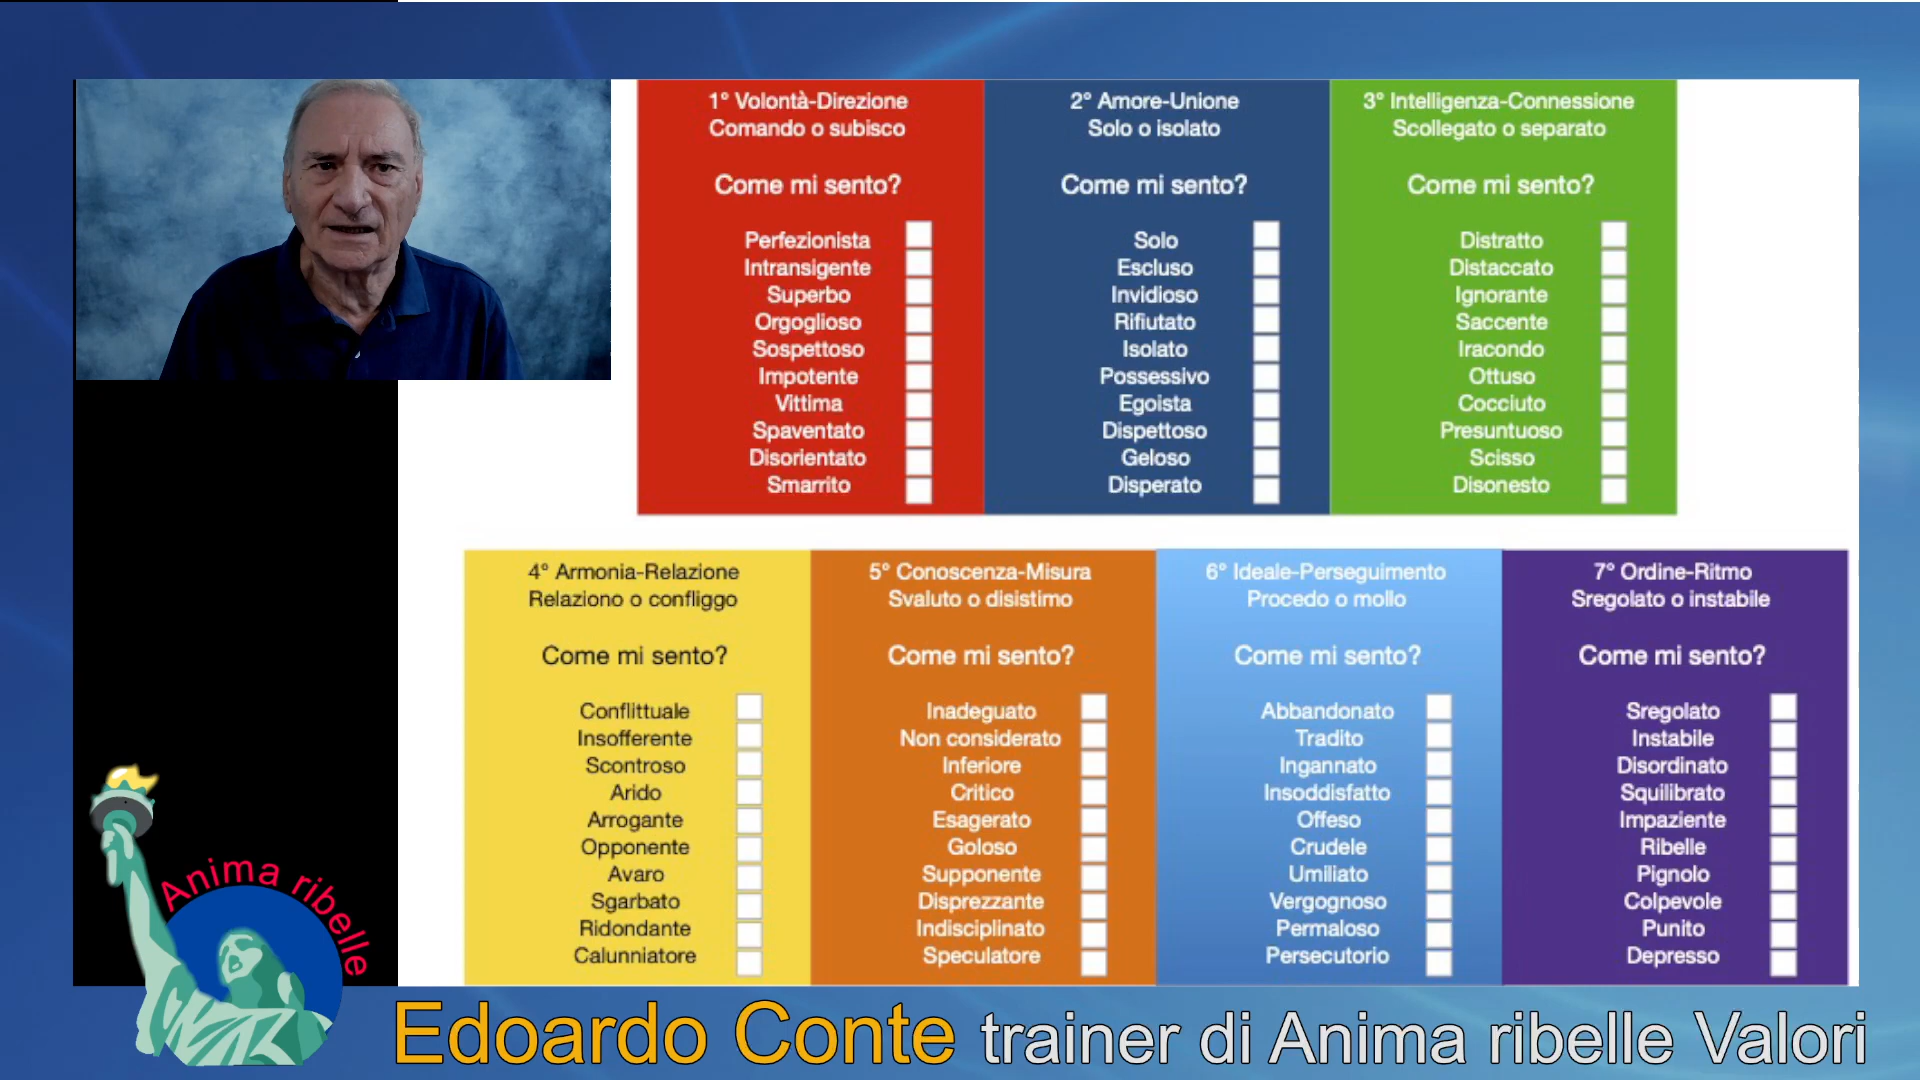 1° Volontà-Direzione
Comando o subisco
Come mi sento?
Perfezionista
Intransigente
Superbo
Orgoglioso
Sospettoso
Impotente
Vittima
Spaventato
Disorientato
Smarrito
2° Amore-Unione
Solo o isolato
Come mi sento?
Solo
Escluso
Invidioso
Rifiutato
Isolato
Possessivo
Egoista
Dispettoso
Geloso
Disperato
3° Intelligenza-Connessione
Scollegato o separato
Come mi sento?
Distratto
Distaccato
Ignorante
Saccente
Iracondo
Ottuso
Cocciuto
Presuntuoso
Scisso
Disonesto
4° Armonia-Relazione
Relaziono o confliggo
Come mi sento?
Conflittuale
Insofferente
Scontroso
Arido
Arrogante
Opponente
Avaro
Sgarbato
Ridondante
Calunniatore
5° Conoscenza-Misura
Svaluto o disistimo
Come mi sento?
Inadeguato
Non considerato
Inferiore
Critico
Esagerato
Goloso
Supponente
Disprezzante
Indisciplinato
Speculatore
6° Ideale-Perseguimento
Procedo o mollo
Come mi sento?
Abbandonato
Tradito
Ingannato
Insoddisfatto
Offeso
Crudele
Umiliato
Vergognoso
Permaloso
Persecutorio
7° Ordine-Ritmo
Sregolato o instabile
Come mi sento?
Sregolato
Instabile
Disordinato
Squilibrato
Impaziente
Ribelle
Pignolo
Colpevole
Punito
Depresso
Anima ribelle
Edoardo Conte trainer di Anima ribelle Valori